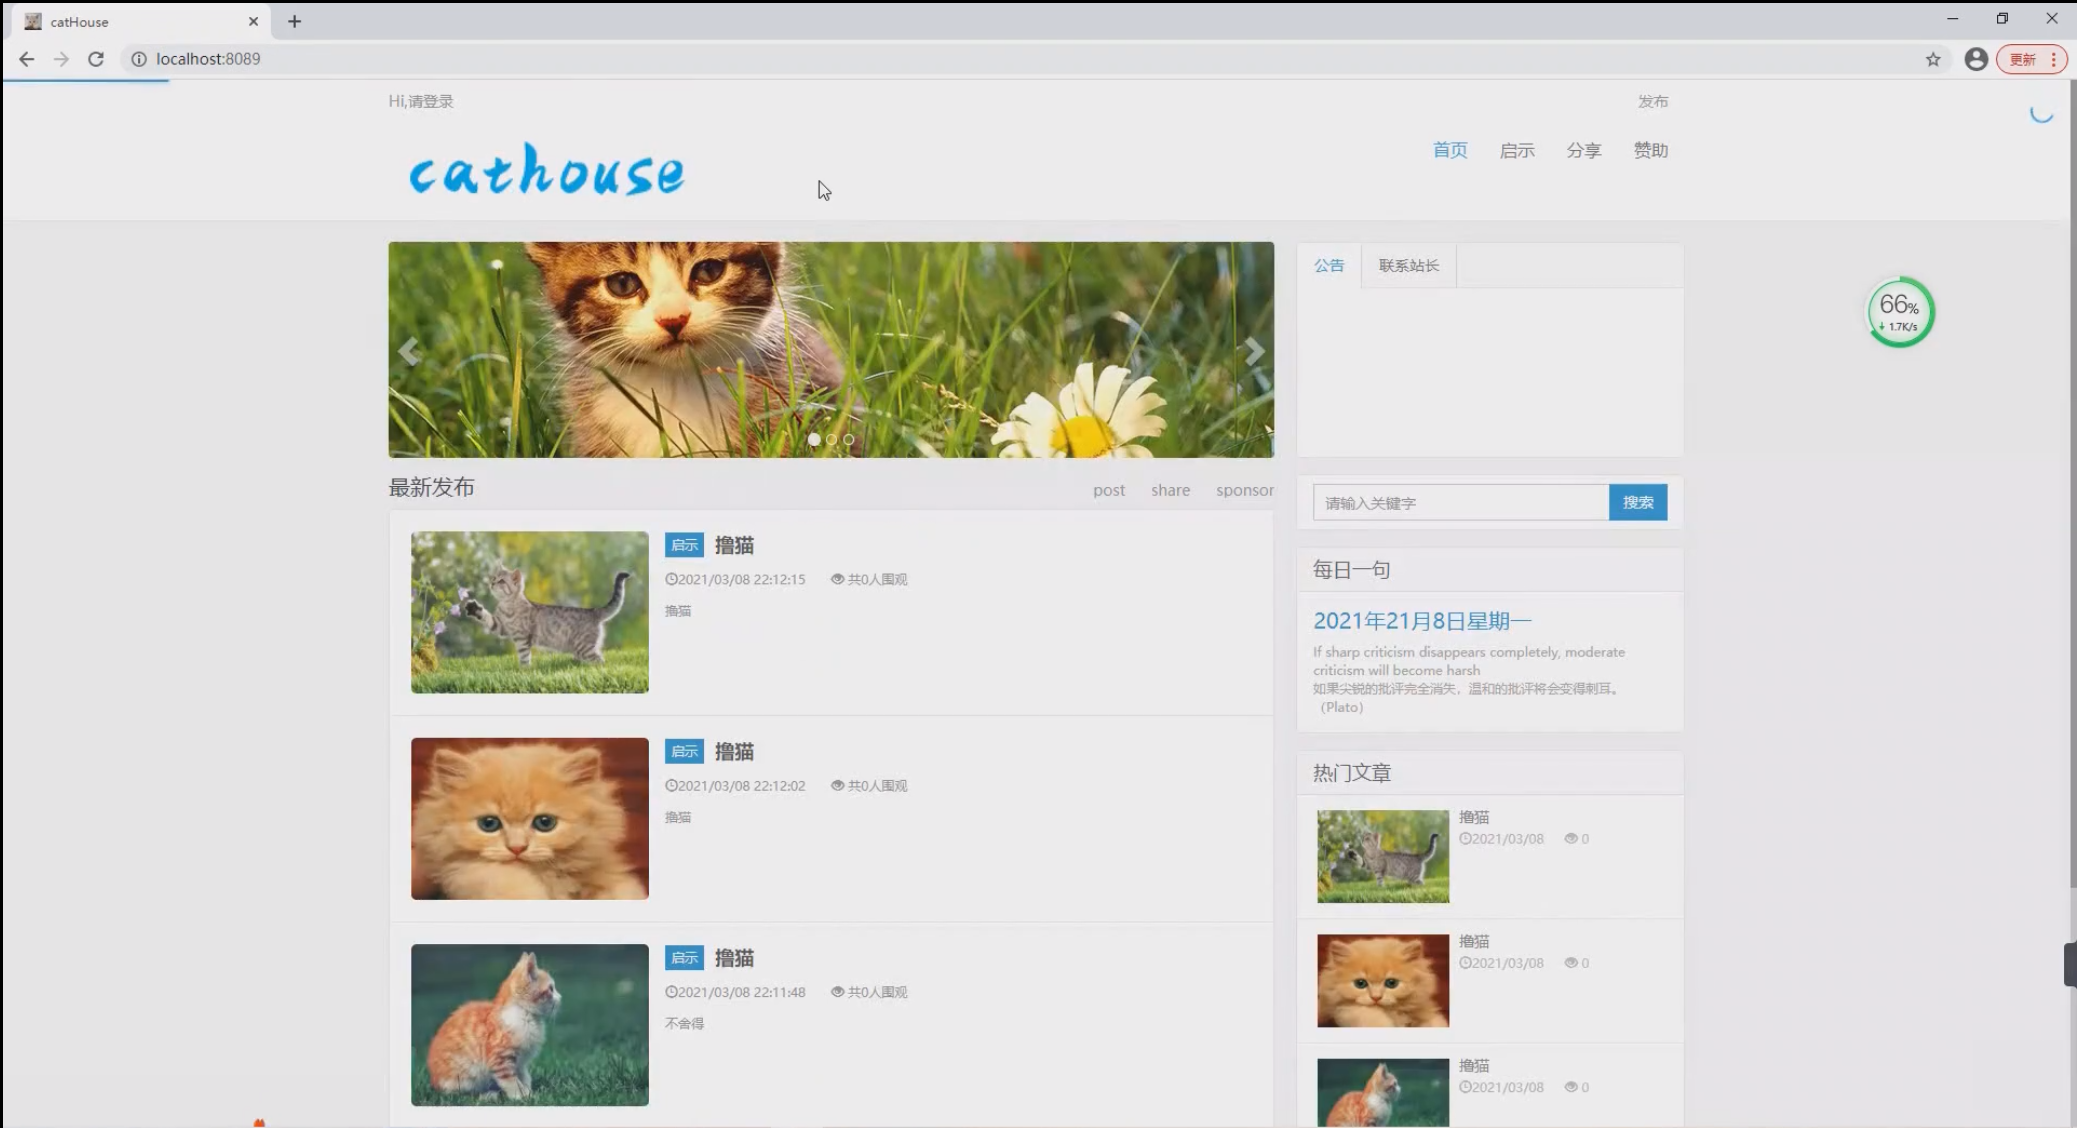 catHouse
localhost:8089
更新
Hi,请登录
发布
cathouse
首页 启示 分享 赞助
公告 联系站长
66%
1.7K/s
最新发布
post share sponsor
请输入关键字 搜索
启示 撸猫
2021/03/08 22:12:15 共0人围观
撸猫
启示 撸猫
2021/03/08 22:12:02 共0人围观
撸猫
启示 撸猫
2021/03/08 22:11:48 共0人围观
不舍得
每日一句
2021年21月8日星期一
If sharp criticism disappears completely, moderate
criticism will become harsh
如果尖锐的批评完全消失，温和的批评将会变得刺耳。
（Plato）
热门文章
撸猫
2021/03/08 0
撸猫
2021/03/08 0
撸猫
2021/03/08 0